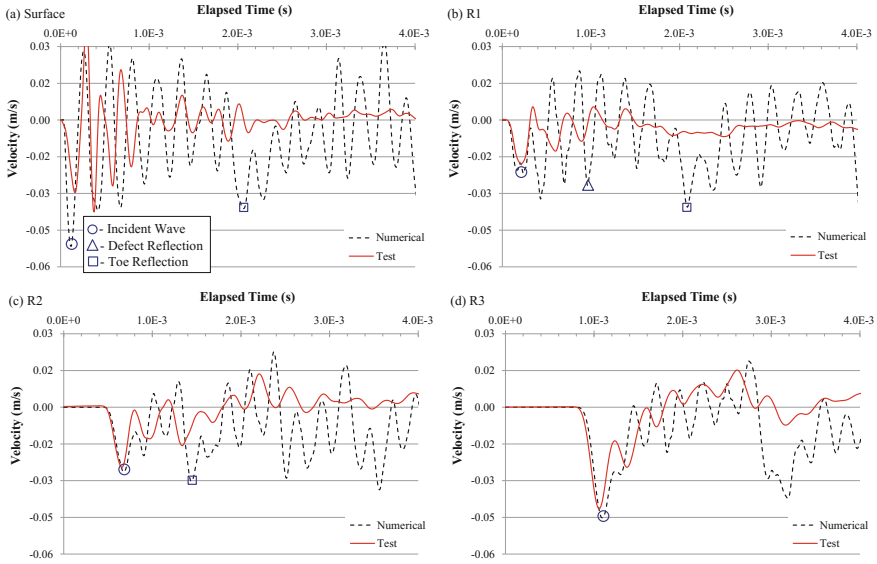 (a) Surface
Elapsed Time (s)
0.0E+0 1.0E-3 2.0E-3 3.0E-3 4.0E-3
Velocity (m/s)
0.03
0.02
0.00
-0.02
-0.03
-0.05
-0.06
- Incident Wave
- Defect Reflection
- Toe Reflection
Numerical
Test
(b) R1
Elapsed Time (s)
0.0E+0 1.0E-3 2.0E-3 3.0E-3 4.0E-3
Velocity (m/s)
0.03
0.02
0.00
-0.02
-0.03
-0.05
-0.06
Numerical
Test
(c) R2
Elapsed Time (s)
0.0E+0 1.0E-3 2.0E-3 3.0E-3 4.0E-3
Velocity (m/s)
0.03
0.02
0.00
-0.02
-0.03
-0.05
-0.06
Numerical
Test
(d) R3
Elapsed Time (s)
0.0E+0 1.0E-3 2.0E-3 3.0E-3 4.0E-3
Velocity (m/s)
0.03
0.02
0.00
-0.02
-0.03
-0.05
-0.06
Numerical
Test